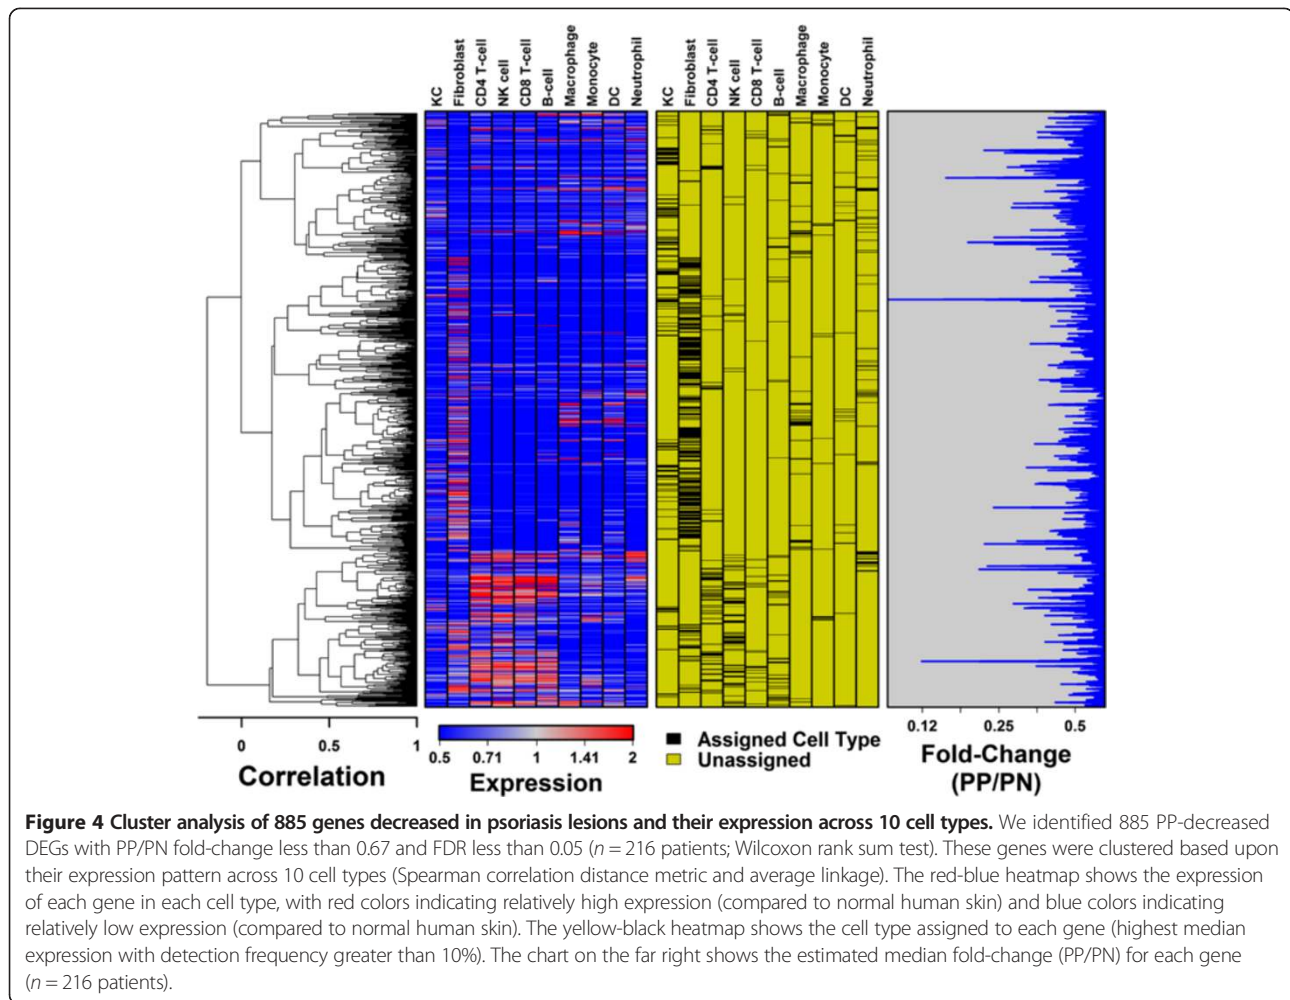 KC
Fibroblast
CD4 T-cell
NK cell
CD8 T-cell
B-cell
Macrophage
Monocyte
DC
Neutrophil
KC
Fibroblast
CD4 T-cell
NK cell
CD8 T-cell
B-cell
Macrophage
Monocyte
DC
Neutrophil
0 0.5 1
Correlation
0.5 0.71 1 1.41 2
Expression
Assigned Cell Type
Unassigned
0.12 0.25 0.5
Fold-Change
(PP/PN)
Figure 4 Cluster analysis of 885 genes decreased in psoriasis lesions and their expression across 10 cell types. We identified 885 PP-decreased
DEGs with PP/PN fold-change less than 0.67 and FDR less than 0.05 (n = 216 patients; Wilcoxon rank sum test). These genes were clustered based upon
their expression pattern across 10 cell types (Spearman correlation distance metric and average linkage). The red-blue heatmap shows the expression
of each gene in each cell type, with red colors indicating relatively high expression (compared to normal human skin) and blue colors indicating
relatively low expression (compared to normal human skin). The yellow-black heatmap shows the cell type assigned to each gene (highest median
expression with detection frequency greater than 10%). The chart on the far right shows the estimated median fold-change (PP/PN) for each gene
(n = 216 patients).